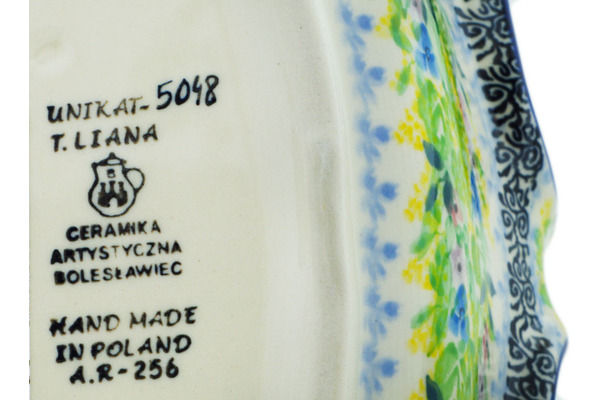 UNIKAT-5048
T. LIANA
CERAMIKA
ARTYSTYCZNA
BOLESŁAWIEC
HAND MADE
IN POLAND
A.R-256